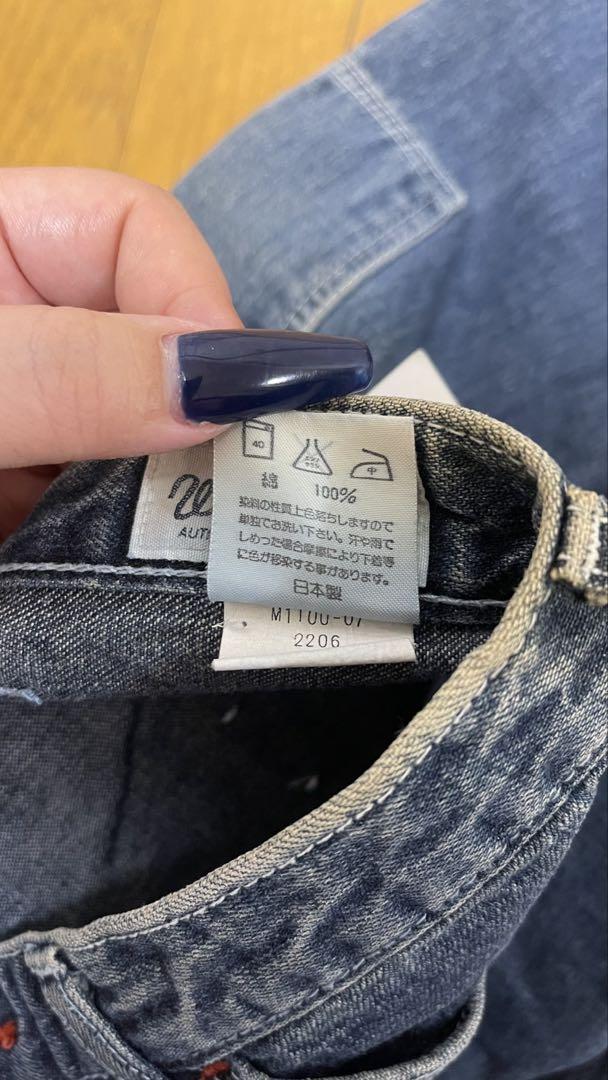 40
中
綿 100%
染料の性質上色落ちしますので
単独でお洗い下さい。汗や雨で
しめった場合摩擦により下着等
に色が移染する事があります。
日本製
AUT
M1100-07
2206